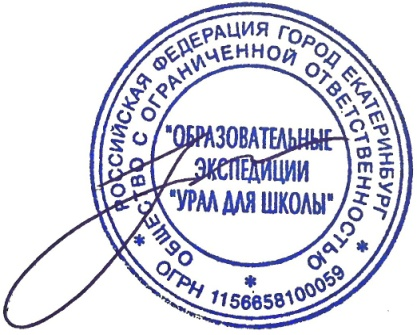 * РОССИЙСКАЯ ФЕДЕРАЦИЯ ГОРОД ЕКАТЕРИНБУРГ *
ОБЩЕСТВО С ОГРАНИЧЕННОЙ ОТВЕТСТВЕННОСТЬЮ *
"ОБРАЗОВАТЕЛЬНЫЕ
ЭКСПЕДИЦИИ
"УРАЛ ДЛЯ ШКОЛЫ"
ОГРН 1156658100059